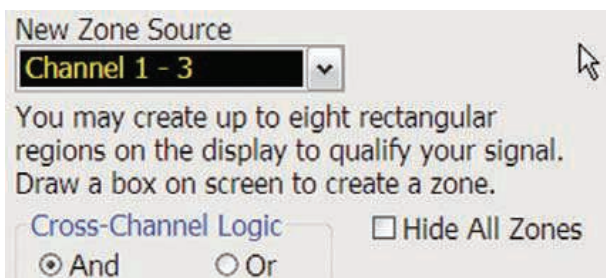 New Zone Source
Channel 1 - 3
You may create up to eight rectangular
regions on the display to qualify your signal.
Draw a box on screen to create a zone.
Cross-Channel Logic
Hide All Zones
And
Or